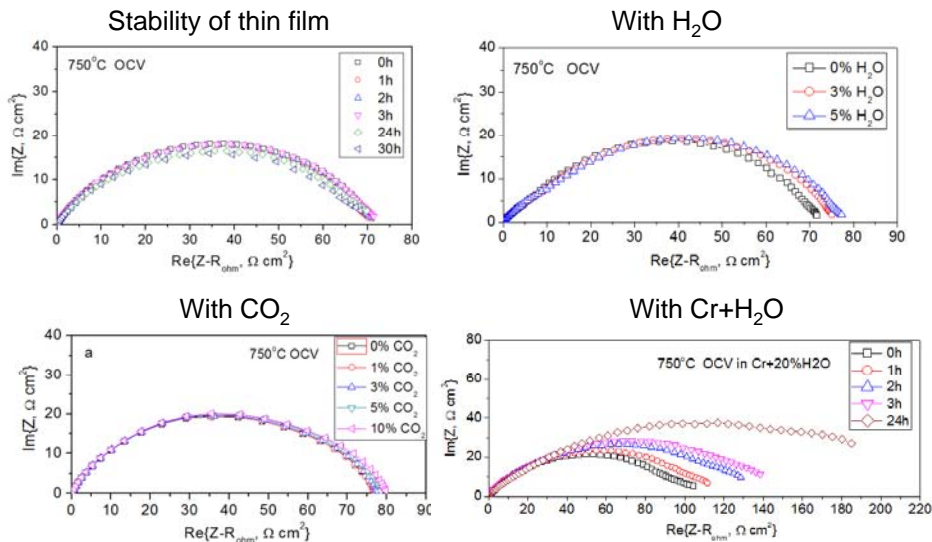 Stability of thin film
40
30
20
10
0
Im{Z, Ω cm²}
750°C OCV
0h
1h
2h
3h
24h
30h
0 10 20 30 40 50 60 70 80
Re{Z-Rohm, Ω cm²}
With H₂O
40
30
20
10
0
Im{Z, Ω cm²}
750°C OCV
0% H₂O
3% H₂O
5% H₂O
0 10 20 30 40 50 60 70 80 90
Re{Z-Rohm, Ω cm²}
With CO₂
40
30
20
10
0
Im{Z, Ω cm²}
a
750°C OCV
0% CO₂
1% CO₂
3% CO₂
5% CO₂
10% CO₂
0 10 20 30 40 50 60 70 80 90
Re{Z-Rohm, Ω cm²}
With Cr+H₂O
80
60
40
20
0
Im{Z, Ω cm²}
750°C OCV in Cr+20%H2O
0h
1h
2h
3h
24h
0 20 40 60 80 100 120 140 160 180 200 220
Re{Z-Rohm, Ω cm²}